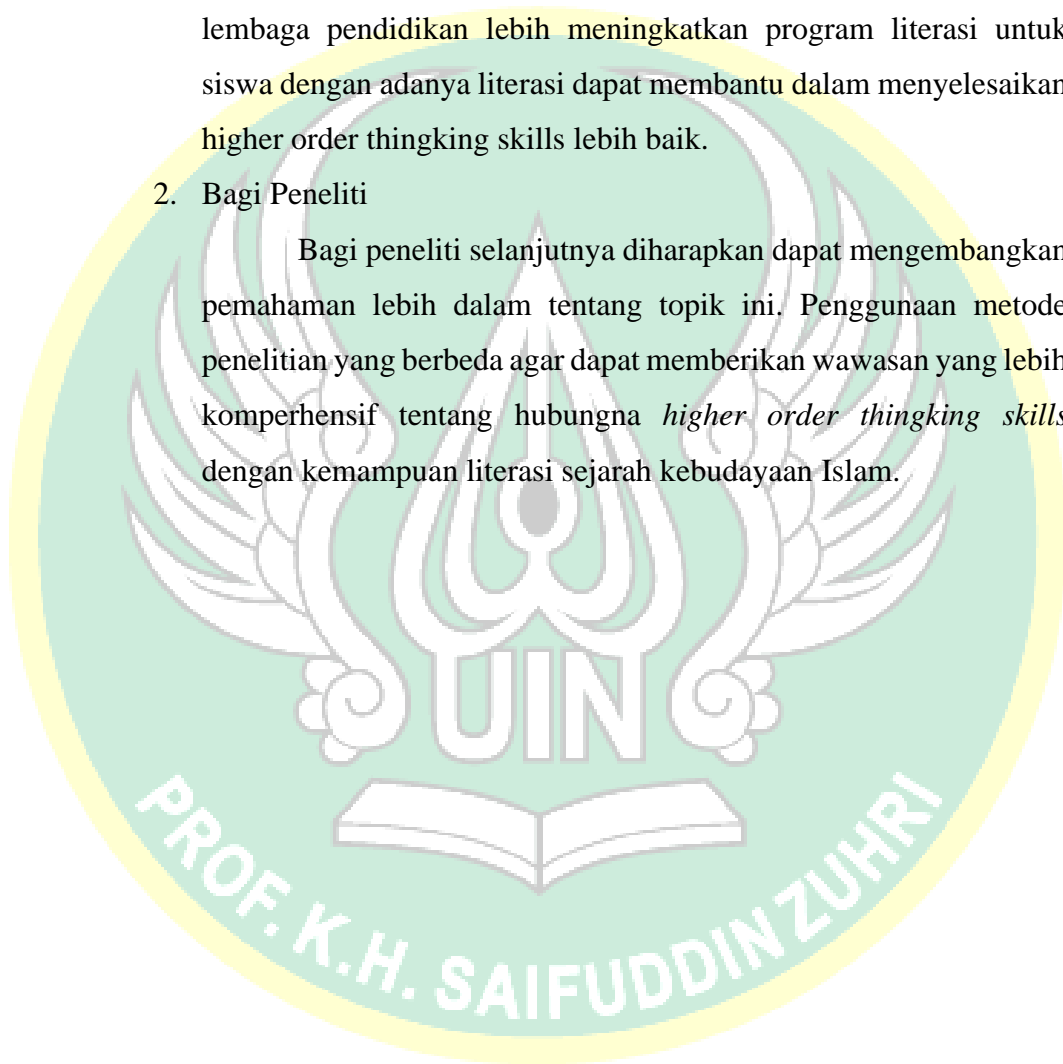 lembaga pendidikan lebih meningkatkan program literasi untuk
siswa dengan adanya literasi dapat membantu dalam menyelesaikan
higher order thingking skills lebih baik.
2. Bagi Peneliti
Bagi peneliti selanjutnya diharapkan dapat mengembangkan
pemahaman lebih dalam tentang topik ini. Penggunaan metode
penelitian yang berbeda agar dapat memberikan wawasan yang lebih
komperhensif tentang hubungna higher order thingking skills
dengan kemampuan literasi sejarah kebudayaan Islam.
UIN
PROF. K.H. SAIFUDDIN ZUHRI